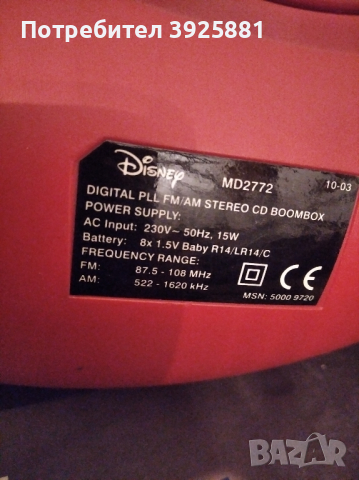 Потребител 3925881
Disney
MD2772
10-03
DIGITAL PLL FM/AM STEREO CD BOOMBOX
POWER SUPPLY:
AC Input: 230V~ 50Hz, 15W
Battery: 8x 1.5V Baby R14/LR14/C
FREQUENCY RANGE:
FM: 87.5 - 108 MHz
AM: 522 - 1620 kHz
CE
MSN: 5000 9720
BAZAR